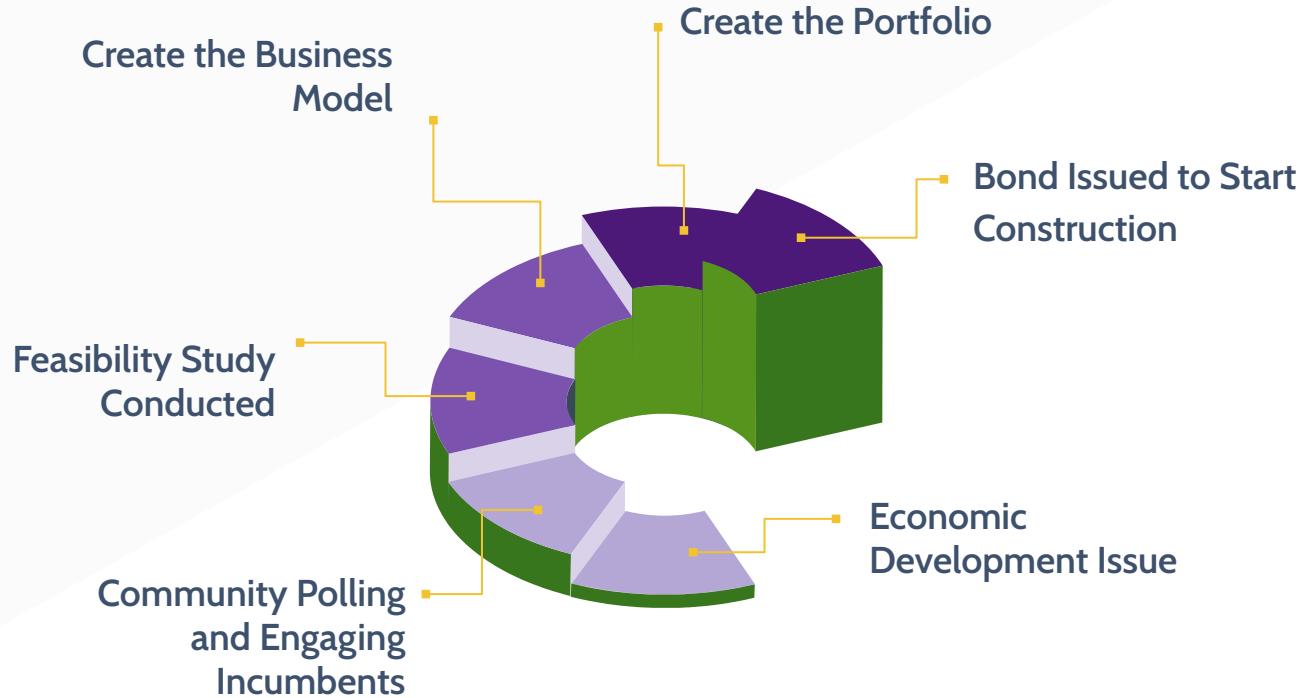 Create the Portfolio
Create the Business
Model
Bond Issued to Start
Construction
Feasibility Study
Conducted
Economic
Development Issue
Community Polling
and Engaging
Incumbents